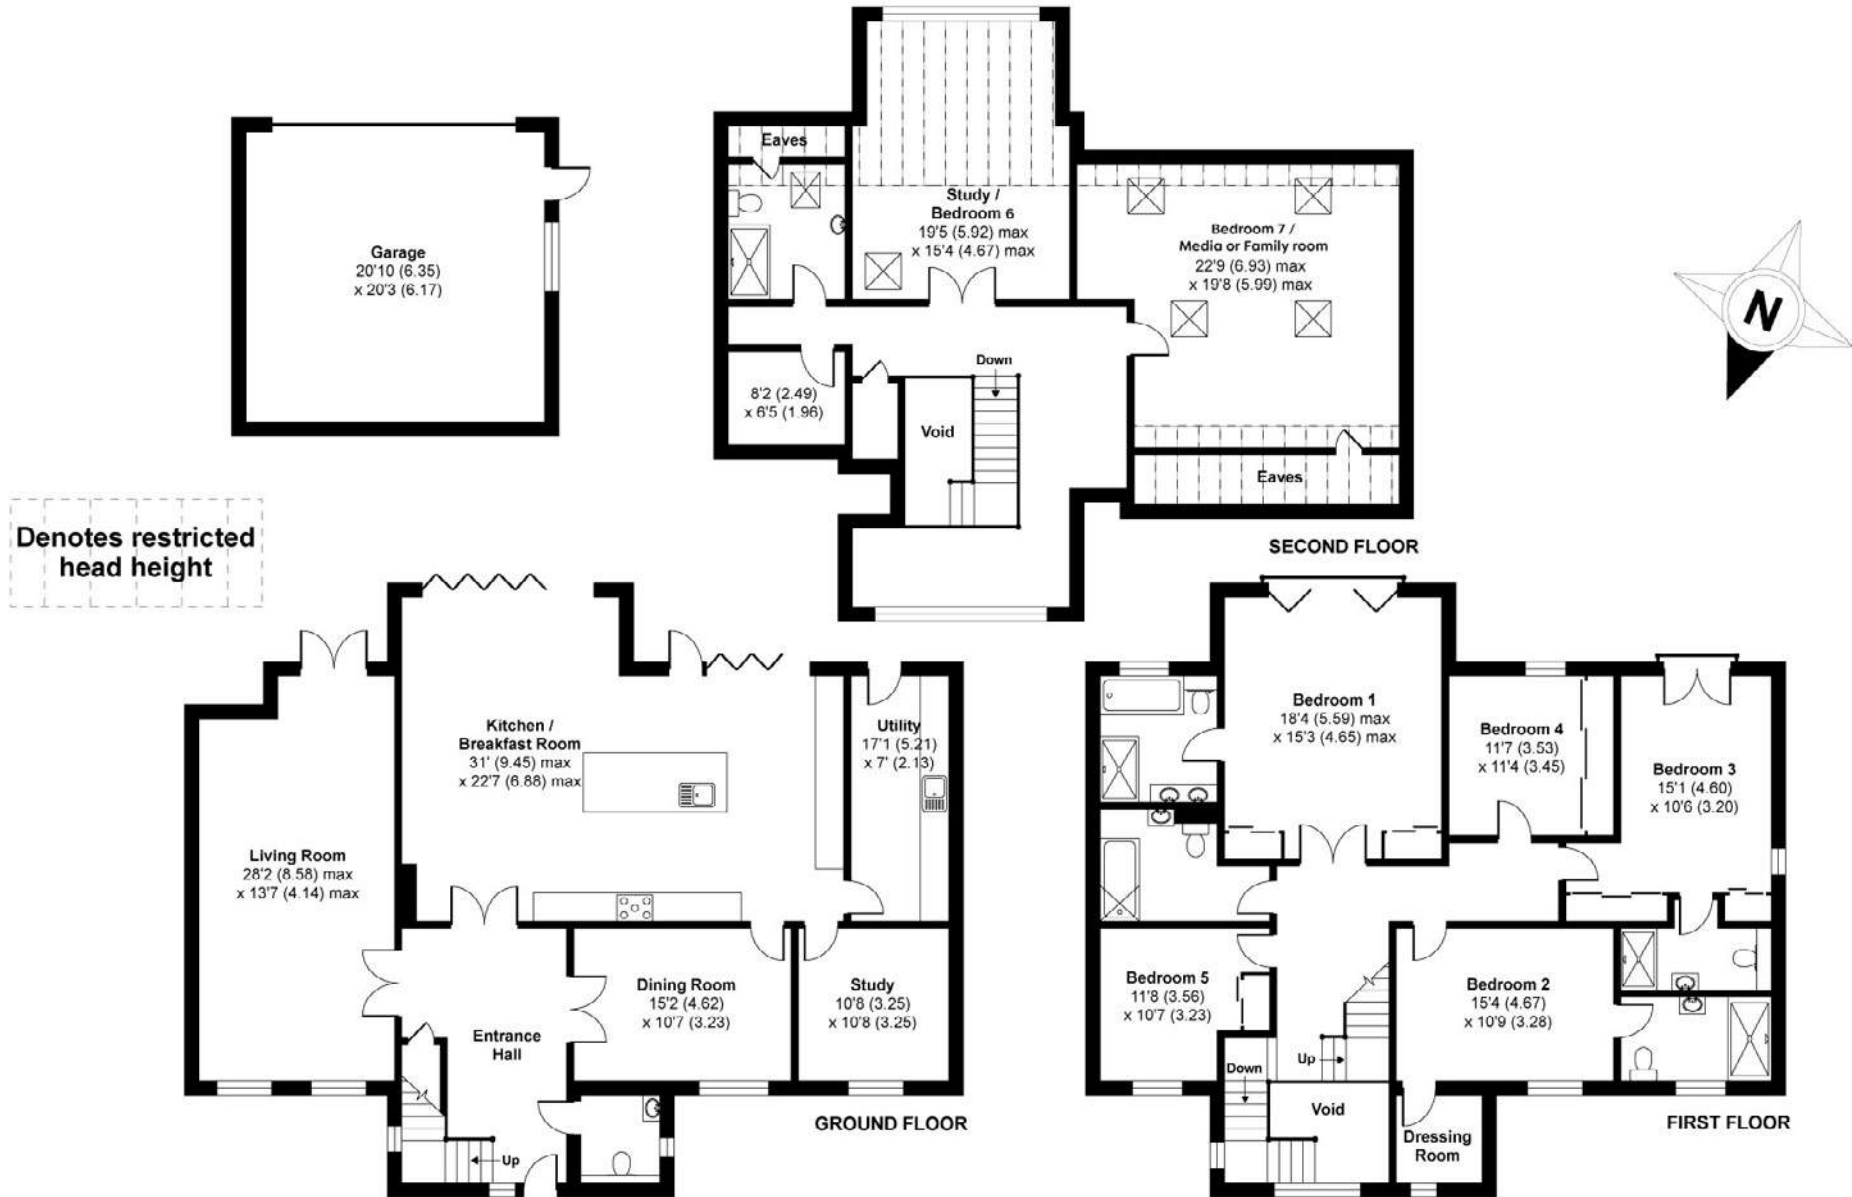 Eaves
Study /
Bedroom 6
19'5 (5.92) max
x 15'4 (4.67) max
Bedroom 7 /
Media or Family room
22'9 (6.93) max
x 19'8 (5.99) max
Garage
20'10 (6.35)
x 20'3 (6.17)
N
Down
8'2 (2.49)
x 6'5 (1.96)
Void
Eaves
SECOND FLOOR
Denotes restricted
head height
Kitchen /
Breakfast Room
31' (9.45) max
x 22'7 (6.88) max
Utility
17'1 (5.21)
x 7' (2.13)
Living Room
28'2 (8.58) max
x 13'7 (4.14) max
Dining Room
15'2 (4.62)
x 10'7 (3.23)
Study
10'8 (3.25)
x 10'8 (3.25)
Entrance
Hall
Up
GROUND FLOOR
Bedroom 1
18'4 (5.59) max
x 15'3 (4.65) max
Bedroom 4
11'7 (3.53)
x 11'4 (3.45)
Bedroom 3
15'1 (4.60)
x 10'6 (3.20)
Bedroom 5
11'8 (3.56)
x 10'7 (3.23)
Bedroom 2
15'4 (4.67)
x 10'9 (3.28)
Up
Down
Void
Dressing
Room
FIRST FLOOR